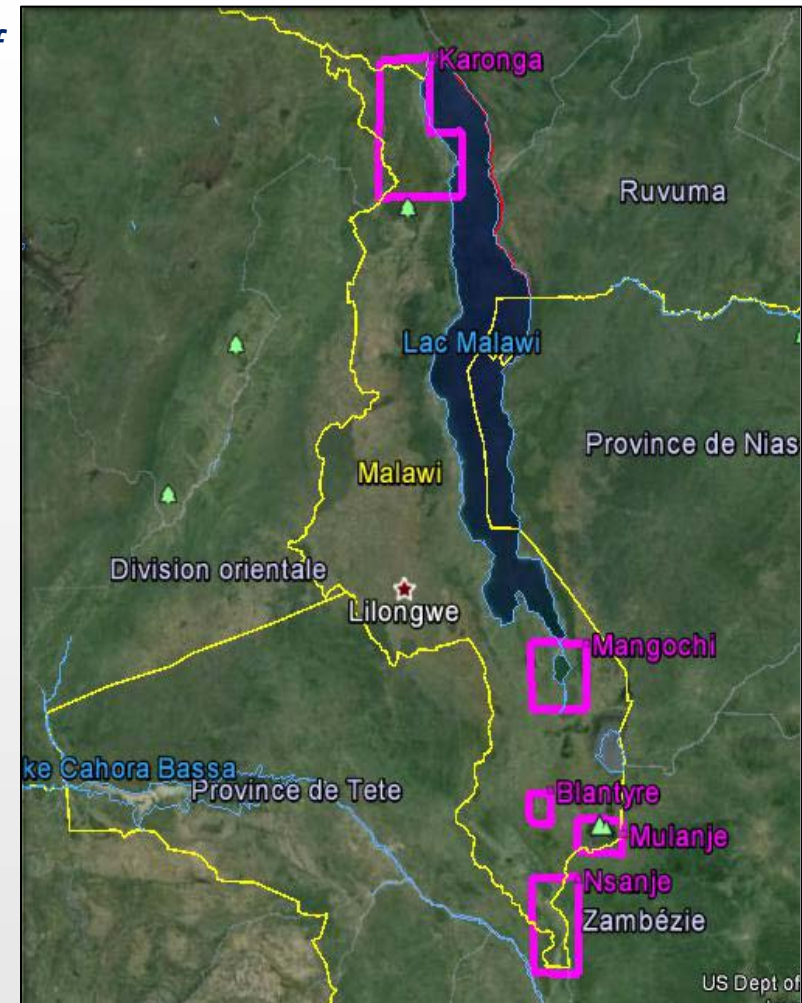 Karonga
Ruvuma
Lac Malawi
Province de Nias
Malawi
Division orientale
Lilongwe
Mangochi
ke Cahora Bassa
Province de Tete
Blantyre
Mulanje
Nsanje
Zambézie
US Dept of